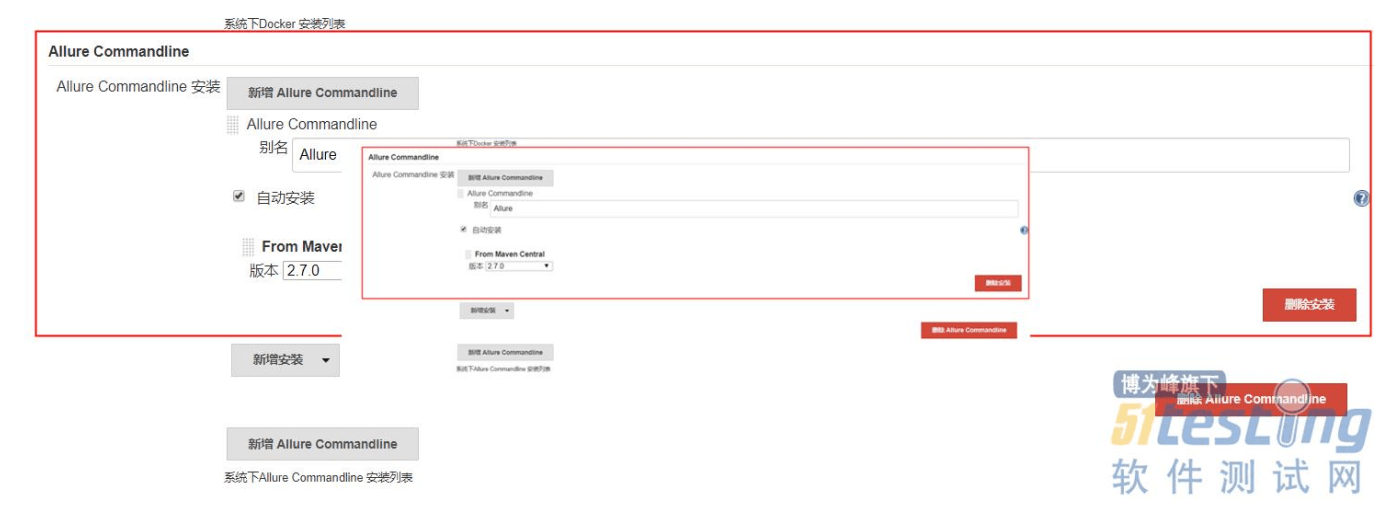 系统下Docker 安装列表
Allure Commandline
Allure Commandline 安装
新增 Allure Commandline
Allure Commandline
别名
Allure
自动安装
From Maven
版本 2.7.0
删除安装
新增安装
删除 Allure Commandline
新增 Allure Commandline
系统下Allure Commandline 安装列表
系统下Docker 安装列表
Allure Commandline
Allure Commandline 安装
新增 Allure Commandline
Allure Commandline
别名
Allure
自动安装
From Maven Central
版本 2.7.0
删除安装
新增安装
删除 Allure Commandline
新增 Allure Commandline
系统下Allure Commandline 安装列表
博为峰旗下
51testing
软件测试网